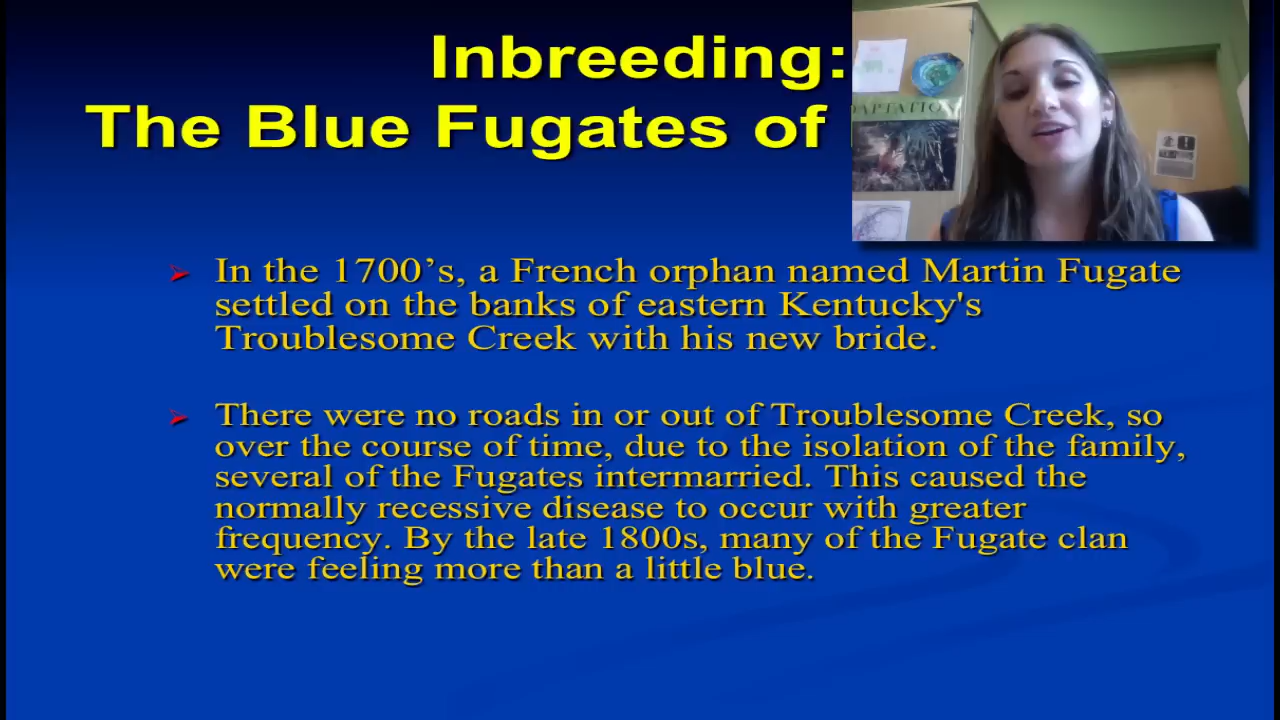 Inbreeding:
The Blue Fugates of
DAPTATION
In the 1700’s, a French orphan named Martin Fugate
settled on the banks of eastern Kentucky's
Troublesome Creek with his new bride.
There were no roads in or out of Troublesome Creek, so
over the course of time, due to the isolation of the family,
several of the Fugates intermarried. This caused the
normally recessive disease to occur with greater
frequency. By the late 1800s, many of the Fugate clan
were feeling more than a little blue.